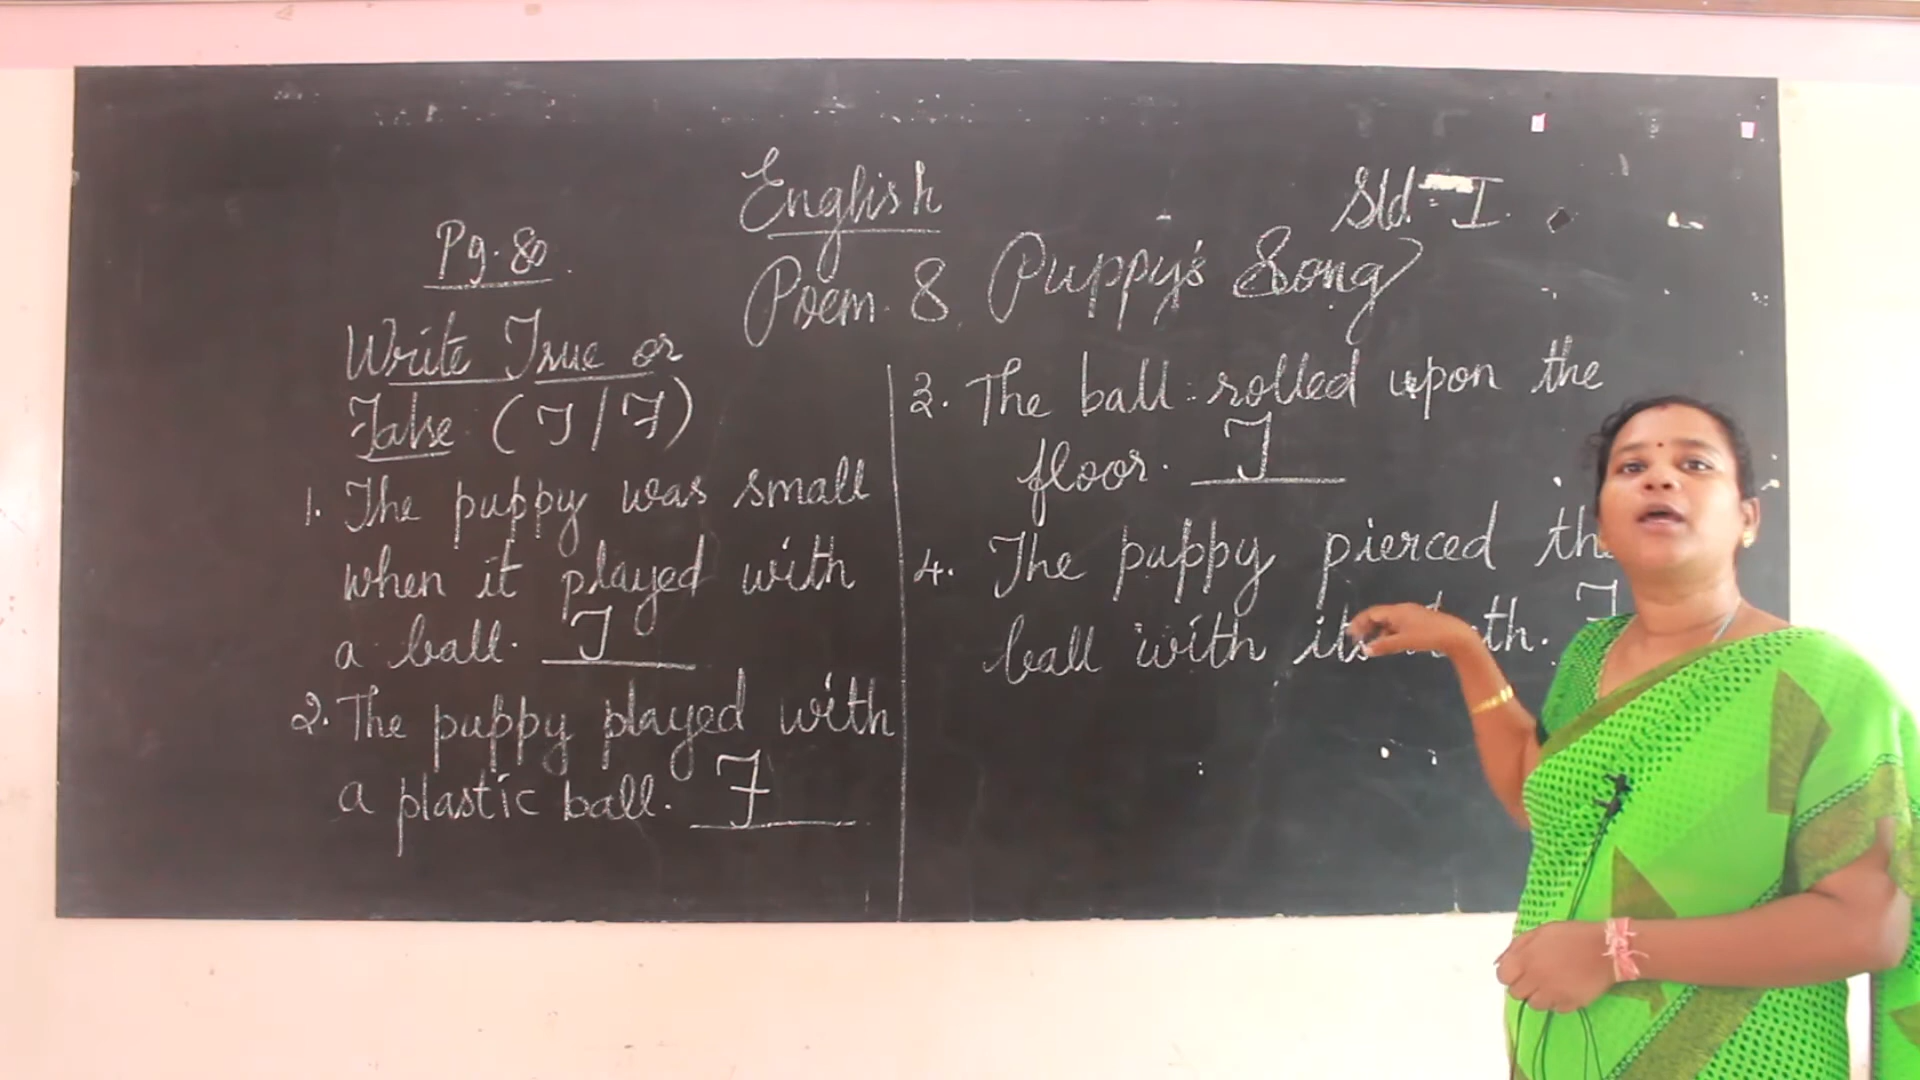 English
Std - I
Pg. 80.
Poem. 8. Puppy's Song
Write True or
False (T/F)
1. The puppy was small
when it played with
a ball. T
2. The puppy played with
a plastic ball. F
3. The ball rolled upon the
floor. T
4. The puppy pierced
ball with its